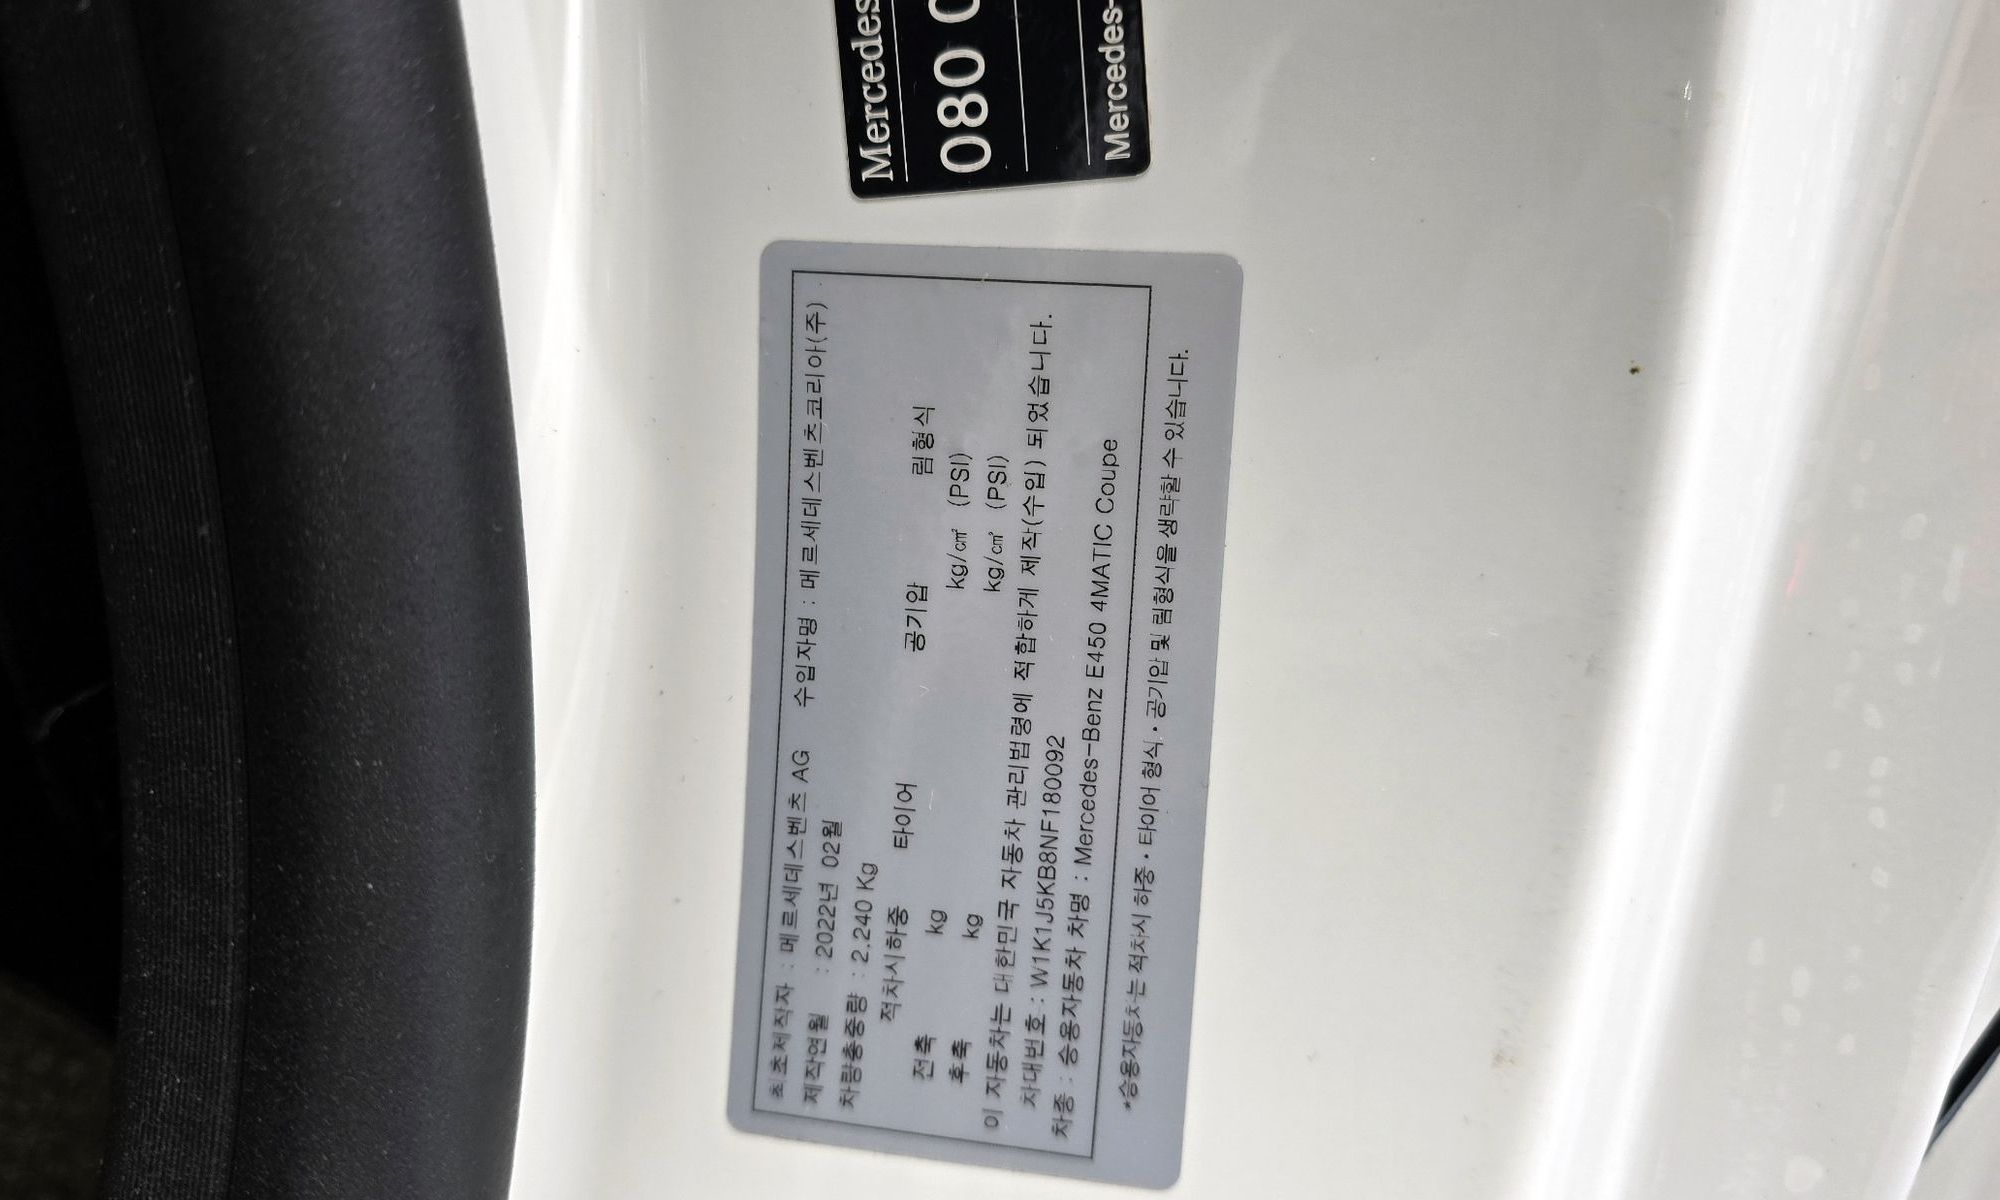 Mercedes
080
Mercedes-
최초제작자 : 메르세데스벤츠 AG 수입자명 : 메르세데스벤츠코리아(주)
제작연월 : 2022년 02월
차량총중량 : 2.240 Kg
적차시하중 타이어 공기압 림형식
전축 kg kg/㎠ (PSI)
후축 kg kg/㎠ (PSI)
이 자동차는 대한민국 자동차 관리법령에 적합하게 제작(수입) 되었습니다.
차대번호 : W1K1J5KB8NF180092
차종 : 승용자동차 차명 : Mercedes-Benz E450 4MATIC Coupe
*승용자동차는 적차시 하중·타이어 형식·공기압 및 림형식을 생략할 수 있습니다.